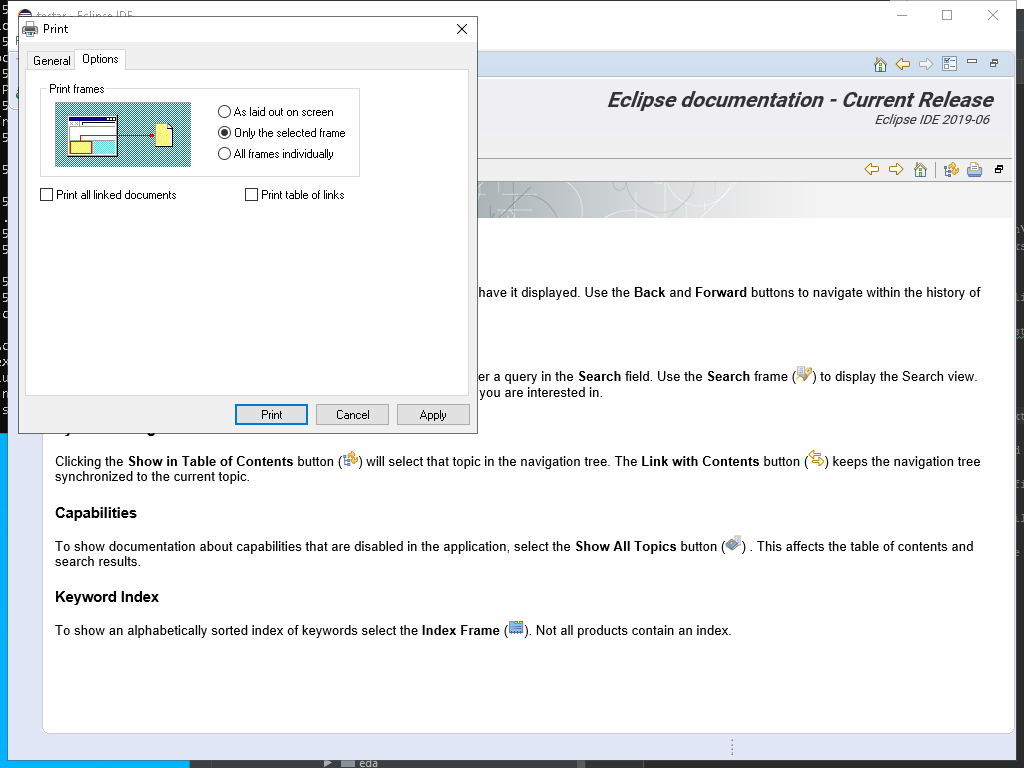 testar - Eclipse IDE
Print
General
Options
Print frames
As laid out on screen
Only the selected frame
All frames individually
Print all linked documents
Print table of links
Print
Cancel
Apply
Eclipse documentation - Current Release
Eclipse IDE 2019-06
have it displayed. Use the Back and Forward buttons to navigate within the history of
er a query in the Search field. Use the Search frame ( ) to display the Search view.
you are interested in.
Clicking the Show in Table of Contents button ( ) will select that topic in the navigation tree. The Link with Contents button ( ) keeps the navigation tree
synchronized to the current topic.
Capabilities
To show documentation about capabilities that are disabled in the application, select the Show All Topics button ( ) . This affects the table of contents and
search results.
Keyword Index
To show an alphabetically sorted index of keywords select the Index Frame ( ). Not all products contain an index.
eda